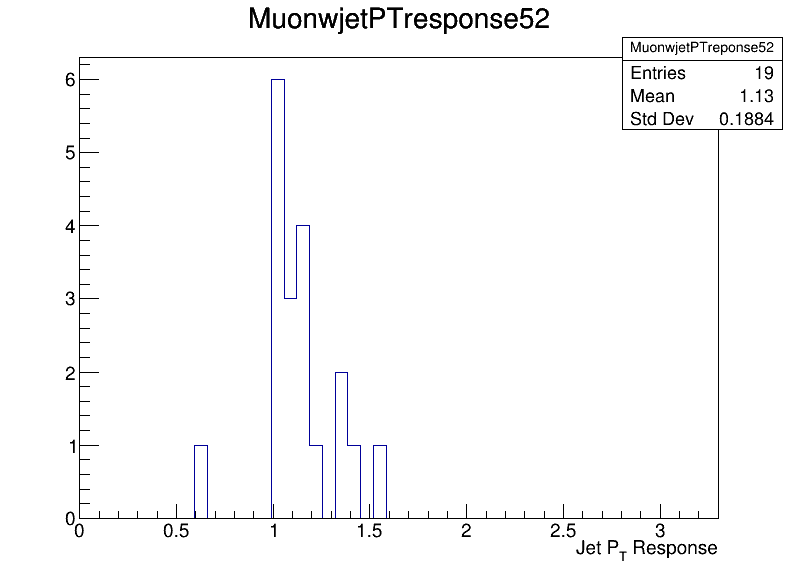 MuonwjetPTresponse52
MuonwjetPTreponse52
Entries 19
Mean 1.13
Std Dev 0.1884
6
5
4
3
2
1
0
0 0.5 1 1.5 2 2.5 3
Jet PT Response